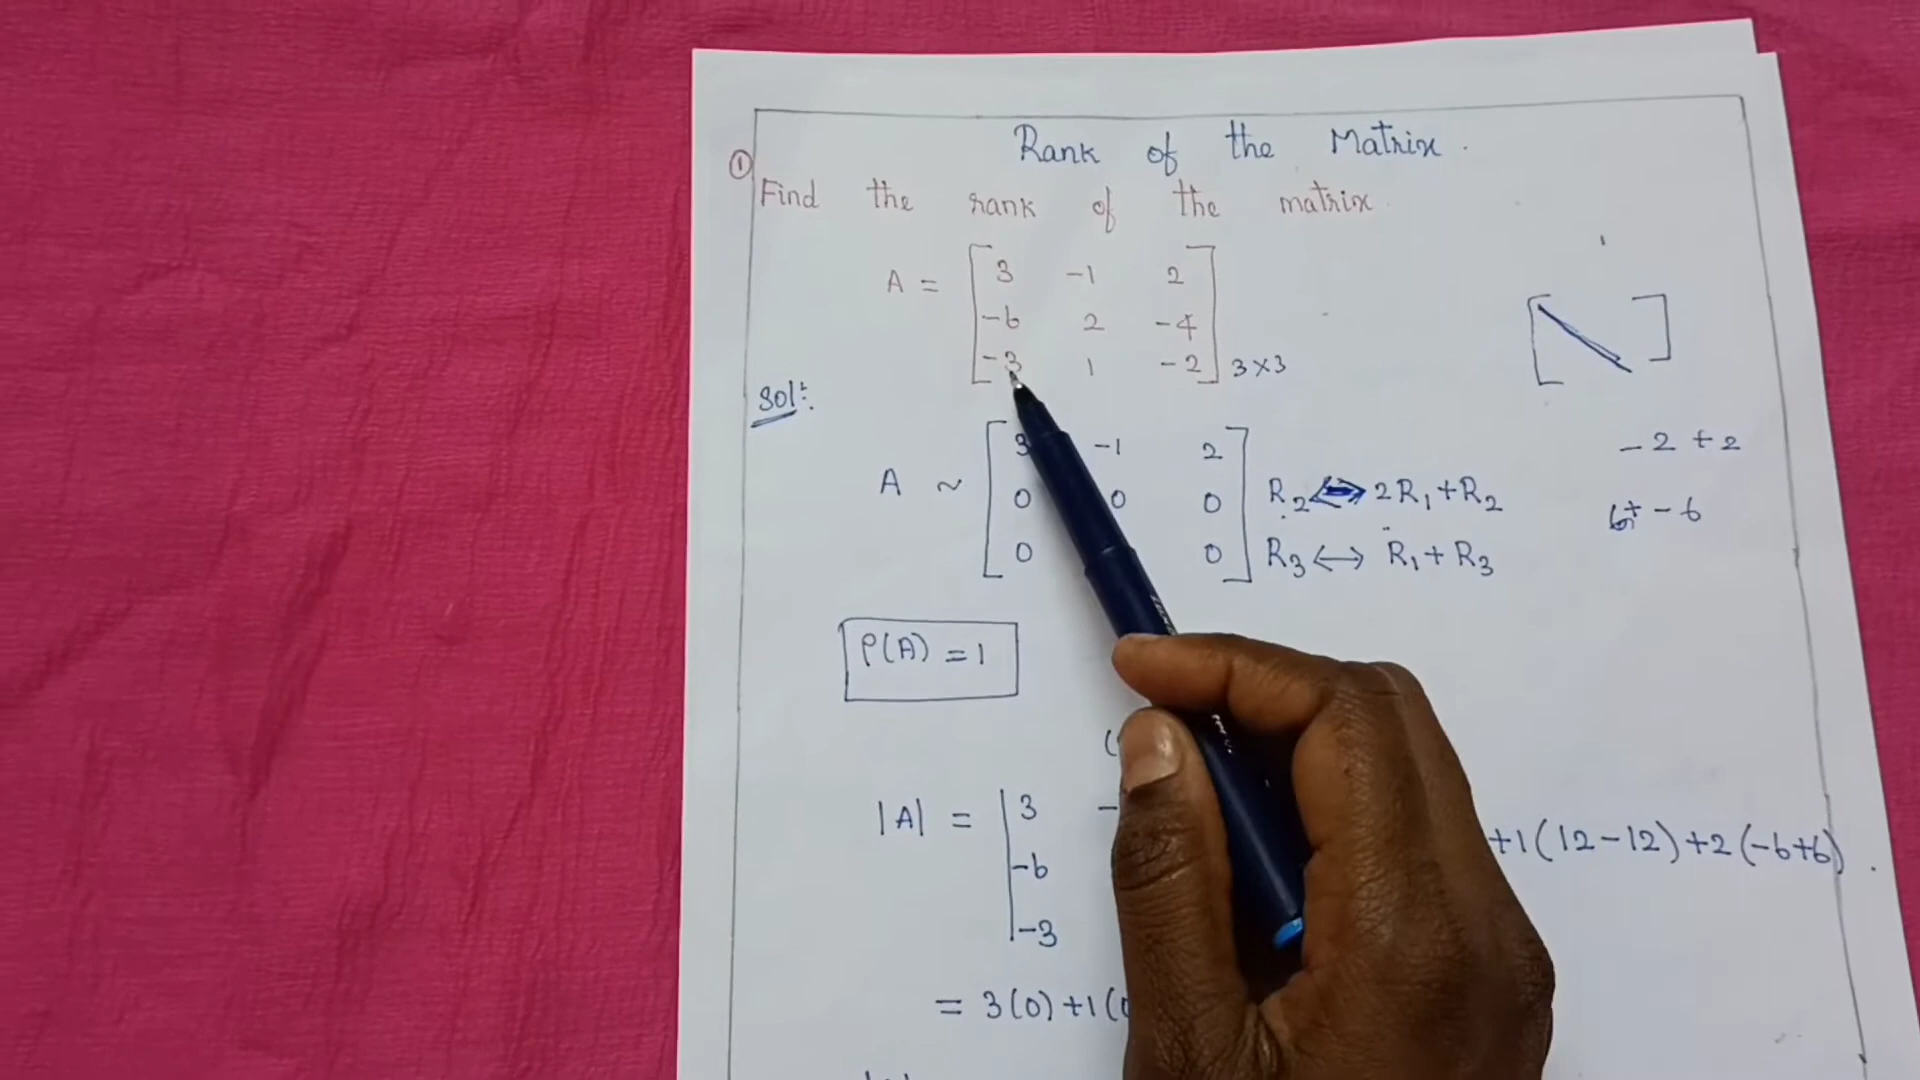 Rank of the Matrix.
①
Find the rank of the matrix.
A = [ 3 -1 2
-6 2 -4
-3 1 -2 ] 3×3
Sol:
A ~ [ 3 -1 2
0 0 0 ] R2 ⟷ 2R1+R2
0 0 ] R3 ⟷ R1+R3
-2+2
6+-6
ρ(A) = 1
|A| = | 3 -
-6
-3
+1(12-12)+2(-6+6).
= 3(0)+1(